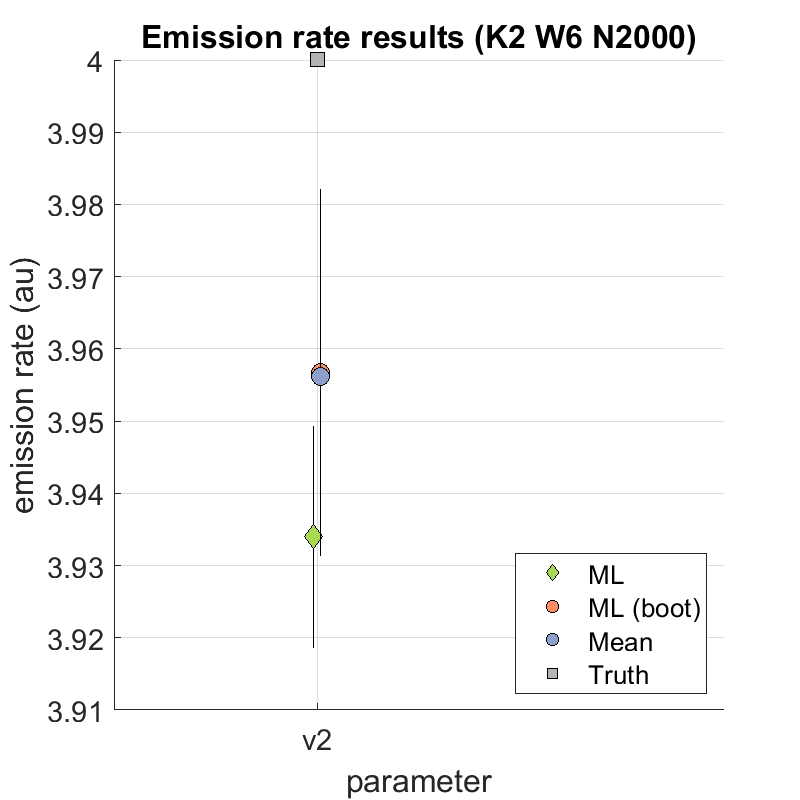 Emission rate results (K2 W6 N2000)
4
3.99
3.98
3.97
3.96
3.95
3.94
3.93
3.92
3.91
emission rate (au)
ML
ML (boot)
Mean
Truth
v2
parameter